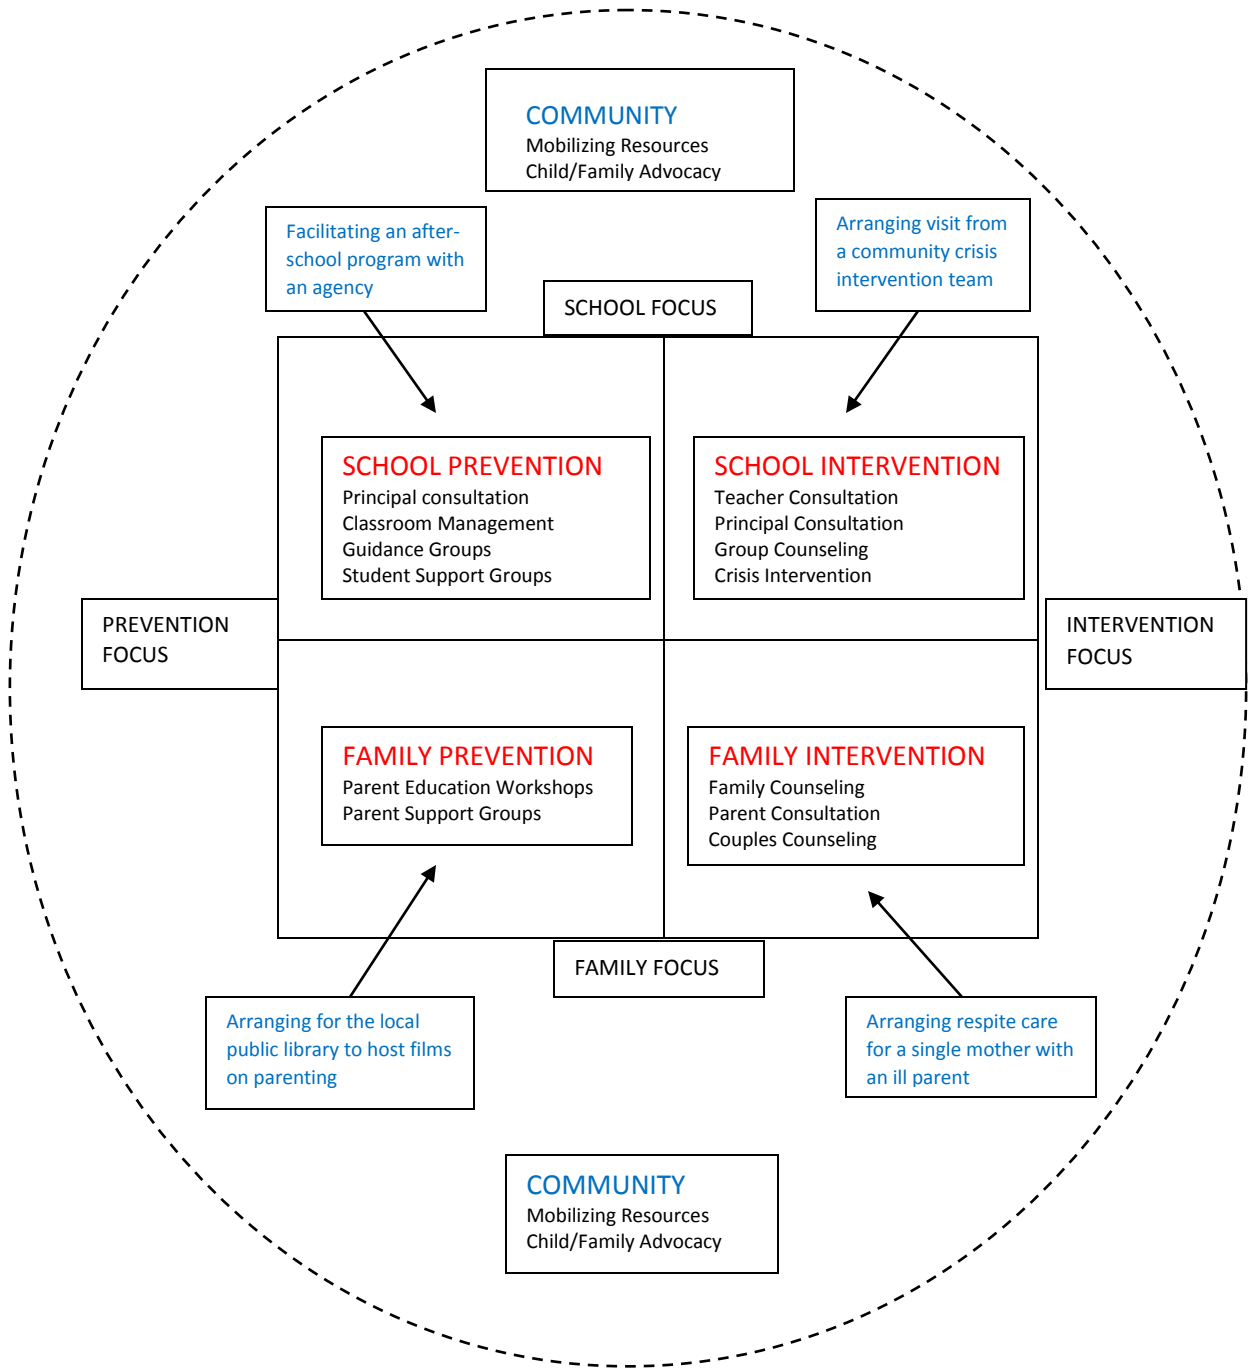 COMMUNITY
Mobilizing Resources
Child/Family Advocacy
Facilitating an after-
school program with
an agency
Arranging visit from
a community crisis
intervention team
SCHOOL FOCUS
SCHOOL PREVENTION
Principal consultation
Classroom Management
Guidance Groups
Student Support Groups
SCHOOL INTERVENTION
Teacher Consultation
Principal Consultation
Group Counseling
Crisis Intervention
PREVENTION
FOCUS
INTERVENTION
FOCUS
FAMILY PREVENTION
Parent Education Workshops
Parent Support Groups
FAMILY INTERVENTION
Family Counseling
Parent Consultation
Couples Counseling
FAMILY FOCUS
Arranging for the local
public library to host films
on parenting
Arranging respite care
for a single mother with
an ill parent
COMMUNITY
Mobilizing Resources
Child/Family Advocacy